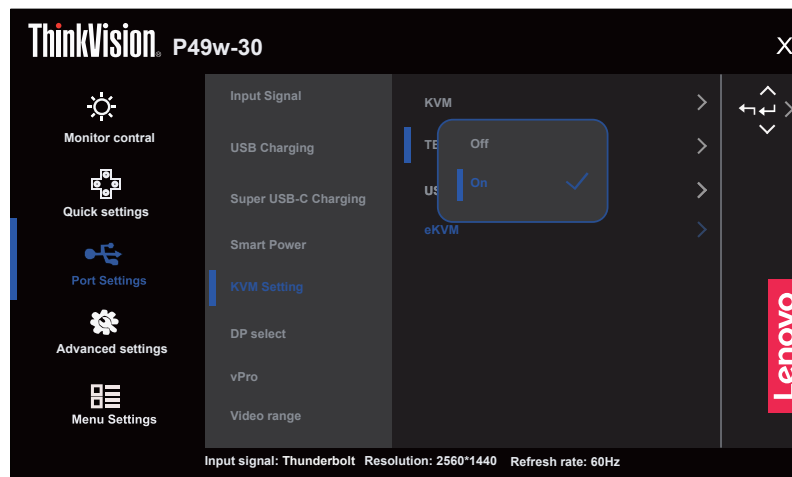 ThinkVision® P49w-30
X
Monitor contral
Quick settings
Port Settings
Advanced settings
Menu Settings
Input Signal
USB Charging
Super USB-C Charging
Smart Power
KVM Setting
DP select
vPro
Video range
KVM
eKVM
Off
On
Lenovo
Input signal: Thunderbolt Resolution: 2560*1440 Refresh rate: 60Hz